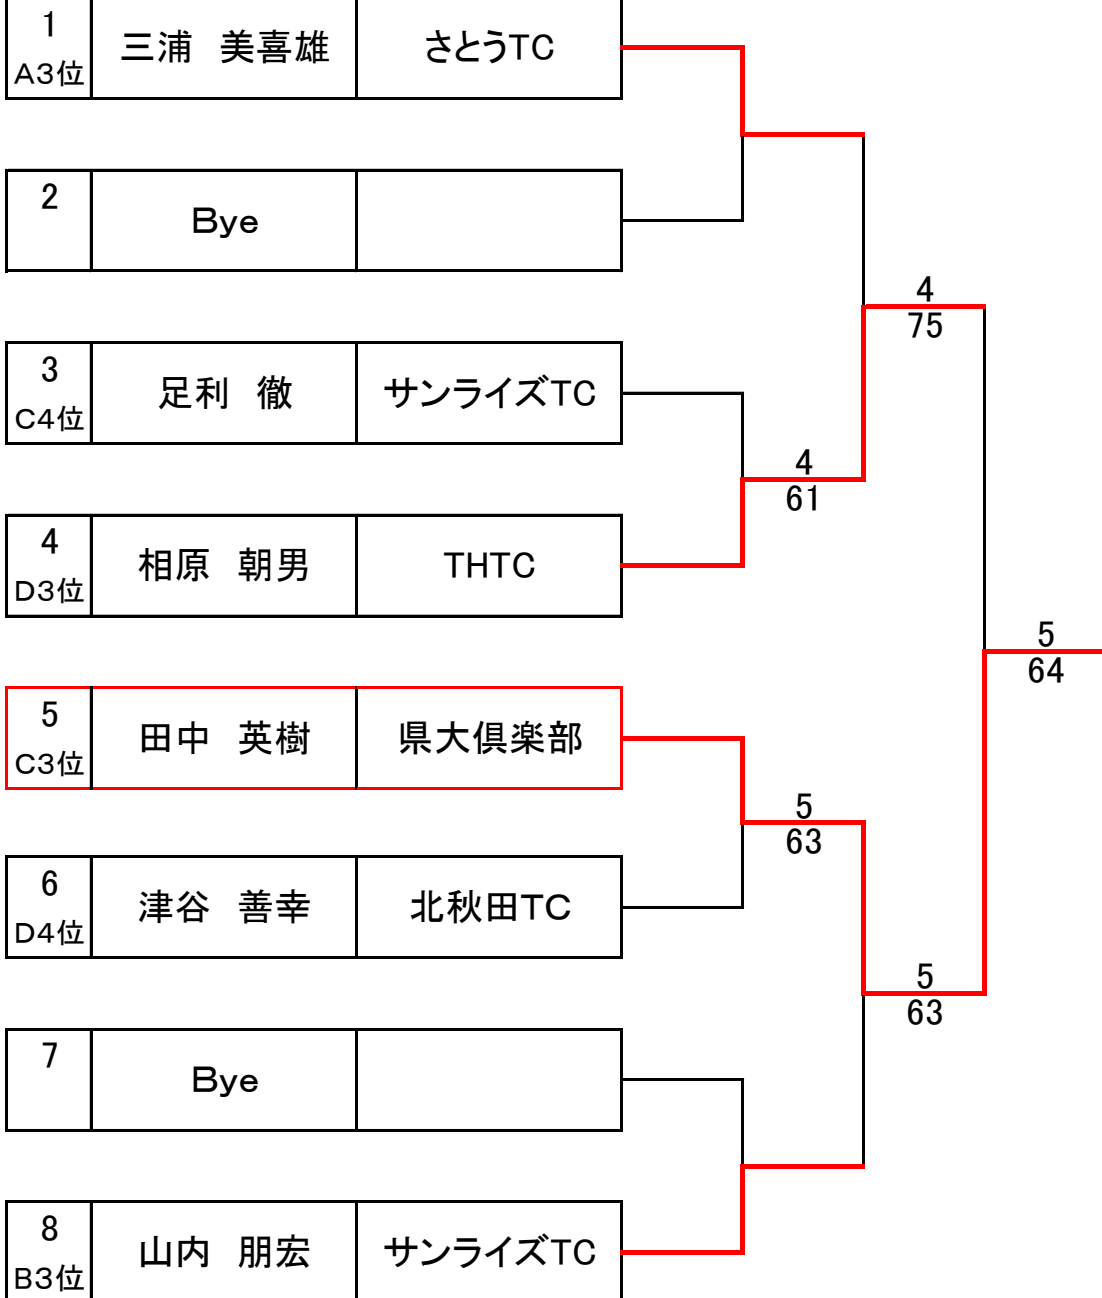 1
A3位
三浦　美喜雄
さとうTC
2
Bye
4
75
3
C4位
足利　徹
サンライズTC
4
61
4
D3位
相原　朝男
THTC
5
64
5
C3位
田中　英樹
県大倶楽部
5
63
6
D4位
津谷　善幸
北秋田TC
5
63
7
Bye
8
B3位
山内　朋宏
サンライズTC